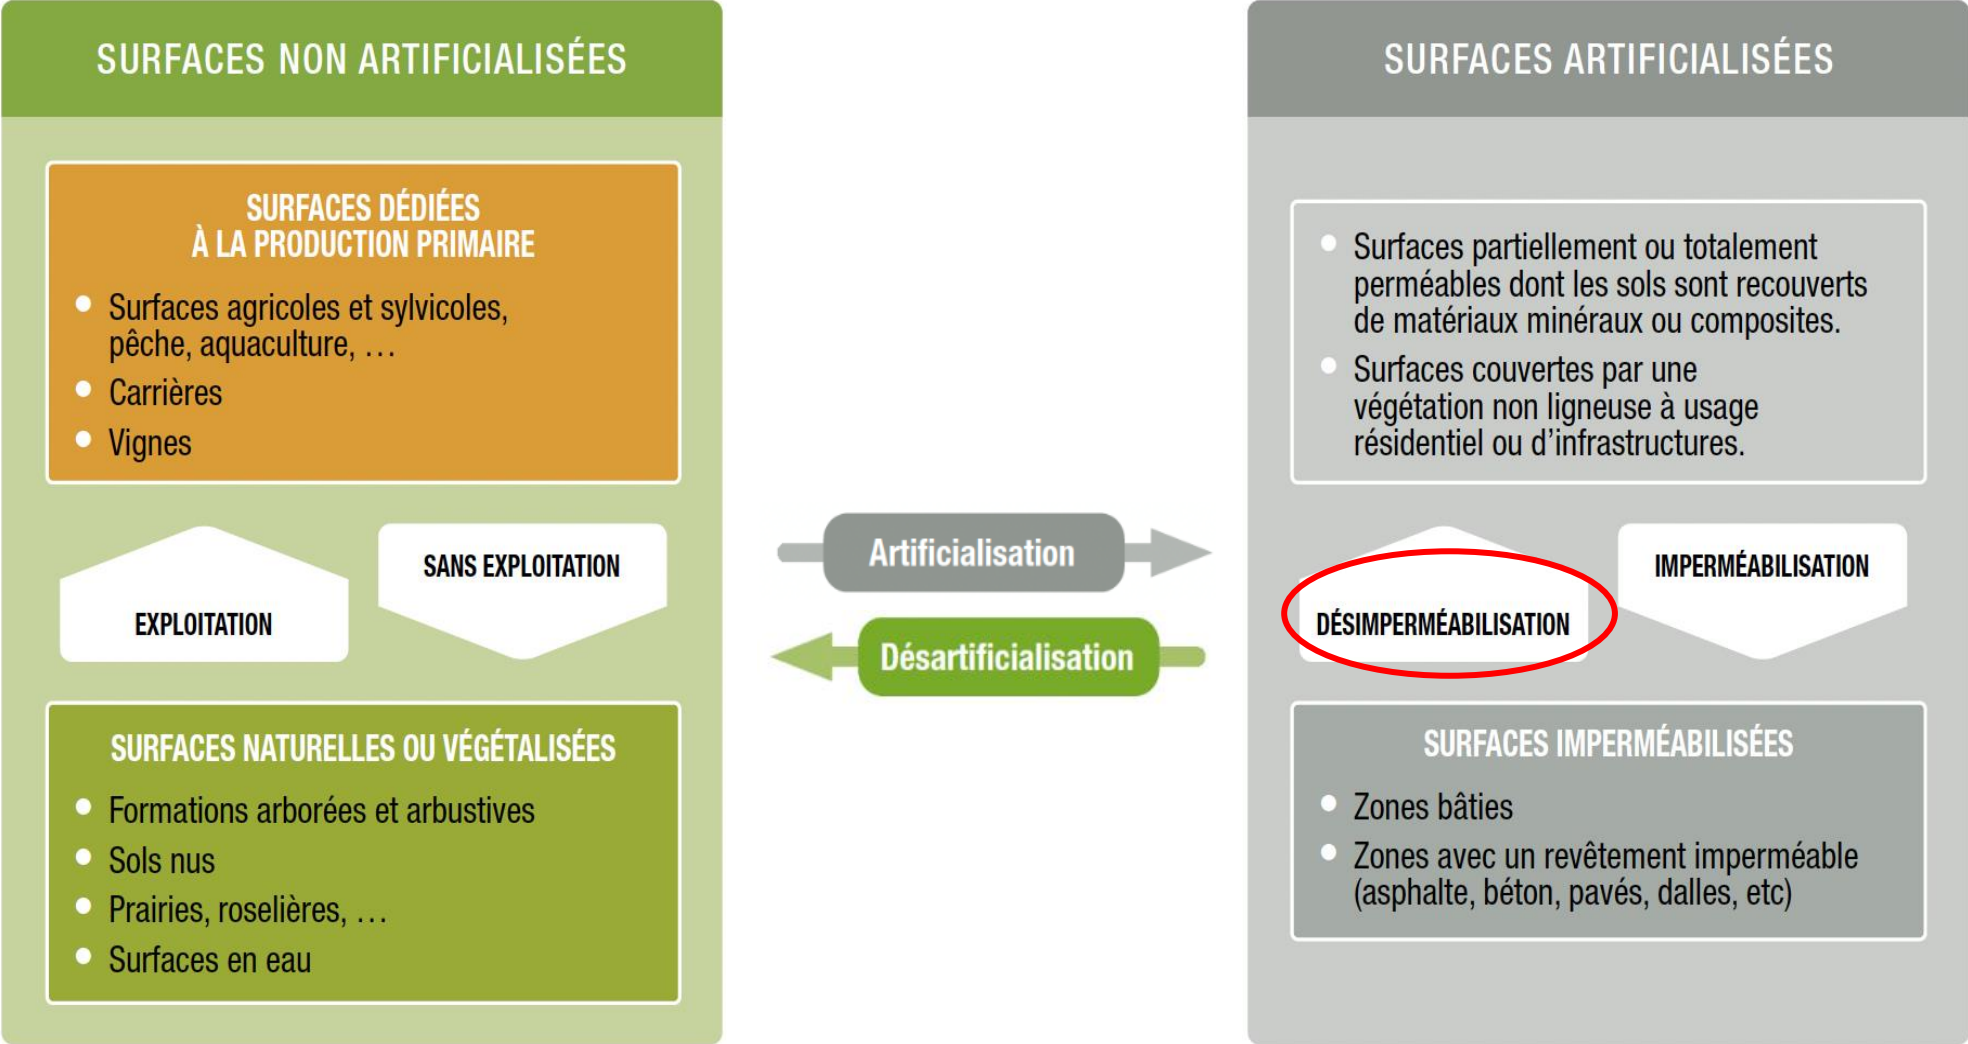 SURFACES NON ARTIFICIALISÉES
SURFACES DÉDIÉES
À LA PRODUCTION PRIMAIRE
Surfaces agricoles et sylvicoles,
pêche, aquaculture, …
Carrières
Vignes
EXPLOITATION
SANS EXPLOITATION
SURFACES NATURELLES OU VÉGÉTALISÉES
Formations arborées et arbustives
Sols nus
Prairies, roselières, …
Surfaces en eau
Artificialisation
Désartificialisation
SURFACES ARTIFICIALISÉES
Surfaces partiellement ou totalement
perméables dont les sols sont recouverts
de matériaux minéraux ou composites.
Surfaces couvertes par une
végétation non ligneuse à usage
résidentiel ou d’infrastructures.
DÉSIMPERMÉABILISATION
IMPERMÉABILISATION
SURFACES IMPERMÉABILISÉES
Zones bâties
Zones avec un revêtement imperméable
(asphalte, béton, pavés, dalles, etc)